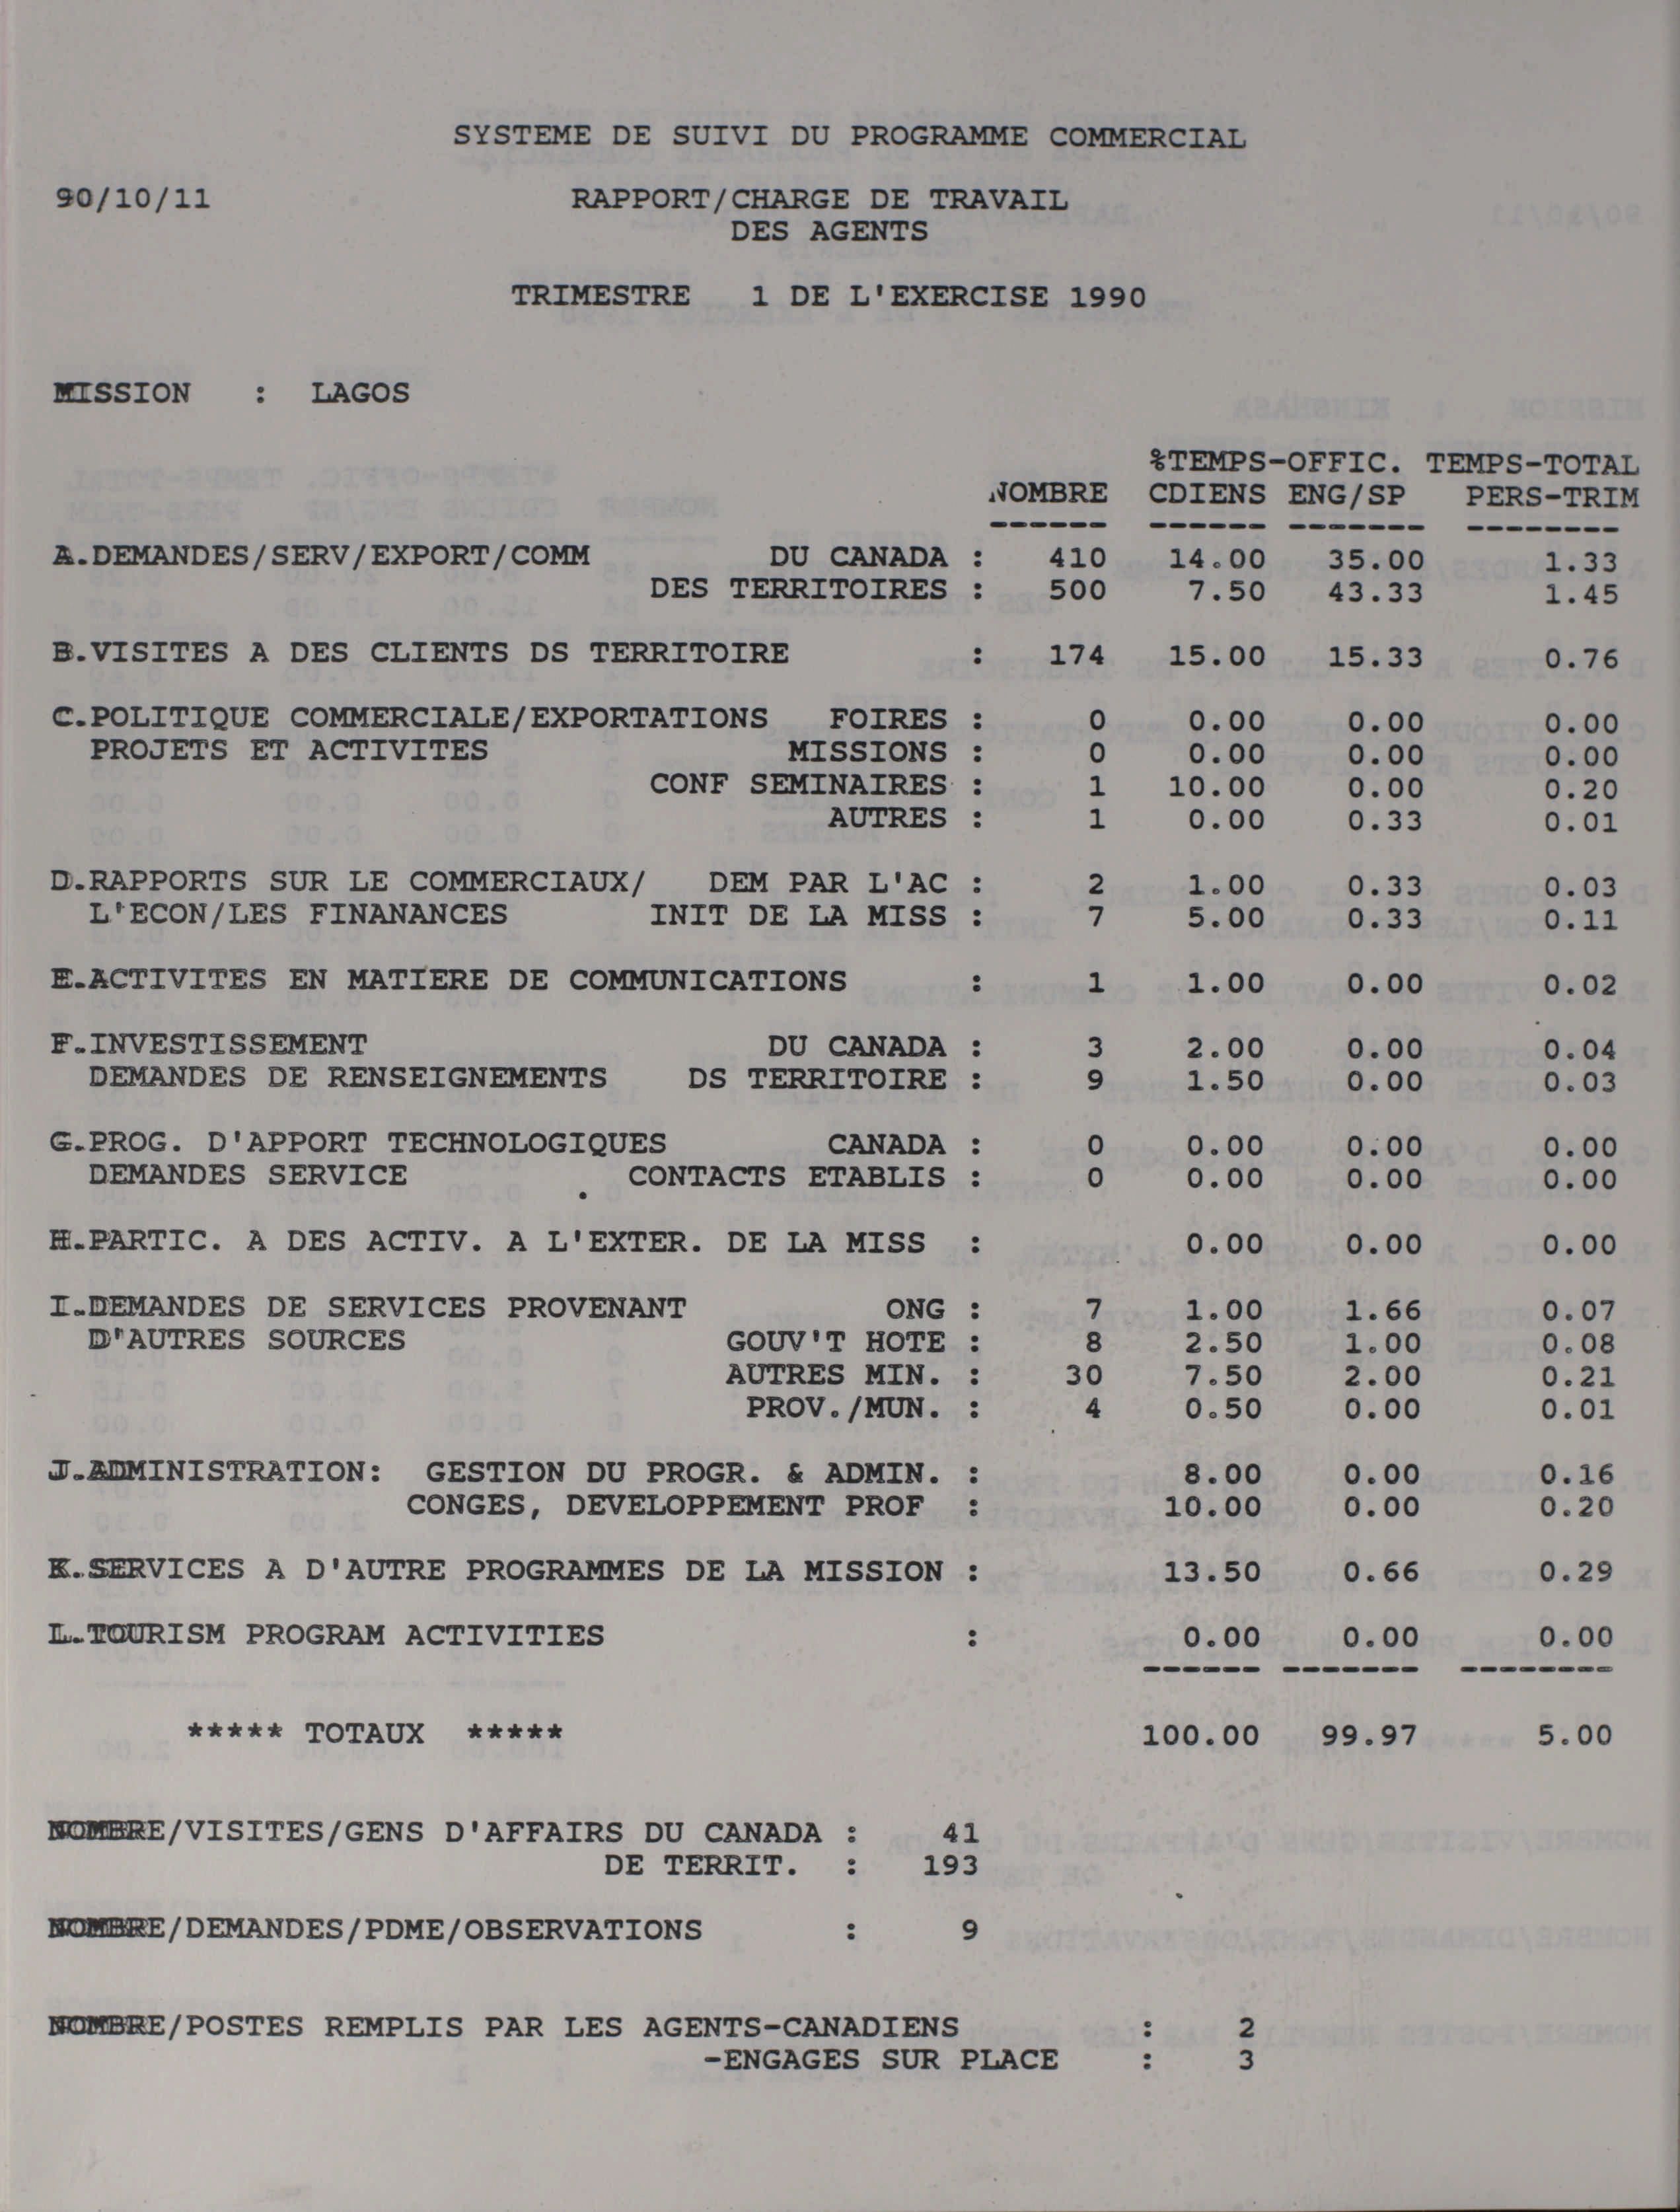 SYSTEME DE SUIVI DU PROGRAMME COMMERCIAL
90/10/11 RAPPORT/CHARGE DE TRAVAIL
DES AGENTS
TRIMESTRE 1 DE L'EXERCISE 1990
MISSION : LAGOS
%TEMPS-OFFIC. TEMPS-TOTAL
NOMBRE CDIENS ENG/SP PERS-TRIM
------ ------ ------- --------
A.DEMANDES/SERV/EXPORT/COMM DU CANADA : 410 14.00 35.00 1.33
DES TERRITOIRES : 500 7.50 43.33 1.45
B.VISITES A DES CLIENTS DS TERRITOIRE : 174 15.00 15.33 0.76
C.POLITIQUE COMMERCIALE/EXPORTATIONS FOIRES : 0 0.00 0.00 0.00
PROJETS ET ACTIVITES MISSIONS : 0 0.00 0.00 0.00
CONF SEMINAIRES : 1 10.00 0.00 0.20
AUTRES : 1 0.00 0.33 0.01
D.RAPPORTS SUR LE COMMERCIAUX/ DEM PAR L'AC : 2 1.00 0.33 0.03
L'ECON/LES FINANANCES INIT DE LA MISS : 7 5.00 0.33 0.11
E.ACTIVITES EN MATIERE DE COMMUNICATIONS : 1 1.00 0.00 0.02
F.INVESTISSEMENT DU CANADA : 3 2.00 0.00 0.04
DEMANDES DE RENSEIGNEMENTS DS TERRITOIRE : 9 1.50 0.00 0.03
G.PROG. D'APPORT TECHNOLOGIQUES CANADA : 0 0.00 0.00 0.00
DEMANDES SERVICE CONTACTS ETABLIS : 0 0.00 0.00 0.00
H.PARTIC. A DES ACTIV. A L'EXTER. DE LA MISS : 0.00 0.00 0.00
I.DEMANDES DE SERVICES PROVENANT ONG : 7 1.00 1.66 0.07
D'AUTRES SOURCES GOUV'T HOTE : 8 2.50 1.00 0.08
AUTRES MIN. : 30 7.50 2.00 0.21
PROV./MUN. : 4 0.50 0.00 0.01
J.ADMINISTRATION: GESTION DU PROGR. & ADMIN. : 8.00 0.00 0.16
CONGES, DEVELOPPEMENT PROF : 10.00 0.00 0.20
K.SERVICES A D'AUTRE PROGRAMMES DE LA MISSION : 13.50 0.66 0.29
L.TOURISM PROGRAM ACTIVITIES : 0.00 0.00 0.00
------ ------- --------
***** TOTAUX ***** 100.00 99.97 5.00
NOMBRE/VISITES/GENS D'AFFAIRS DU CANADA : 41
DE TERRIT. : 193
NOMBRE/DEMANDES/PDME/OBSERVATIONS : 9
NOMBRE/POSTES REMPLIS PAR LES AGENTS-CANADIENS : 2
-ENGAGES SUR PLACE : 3